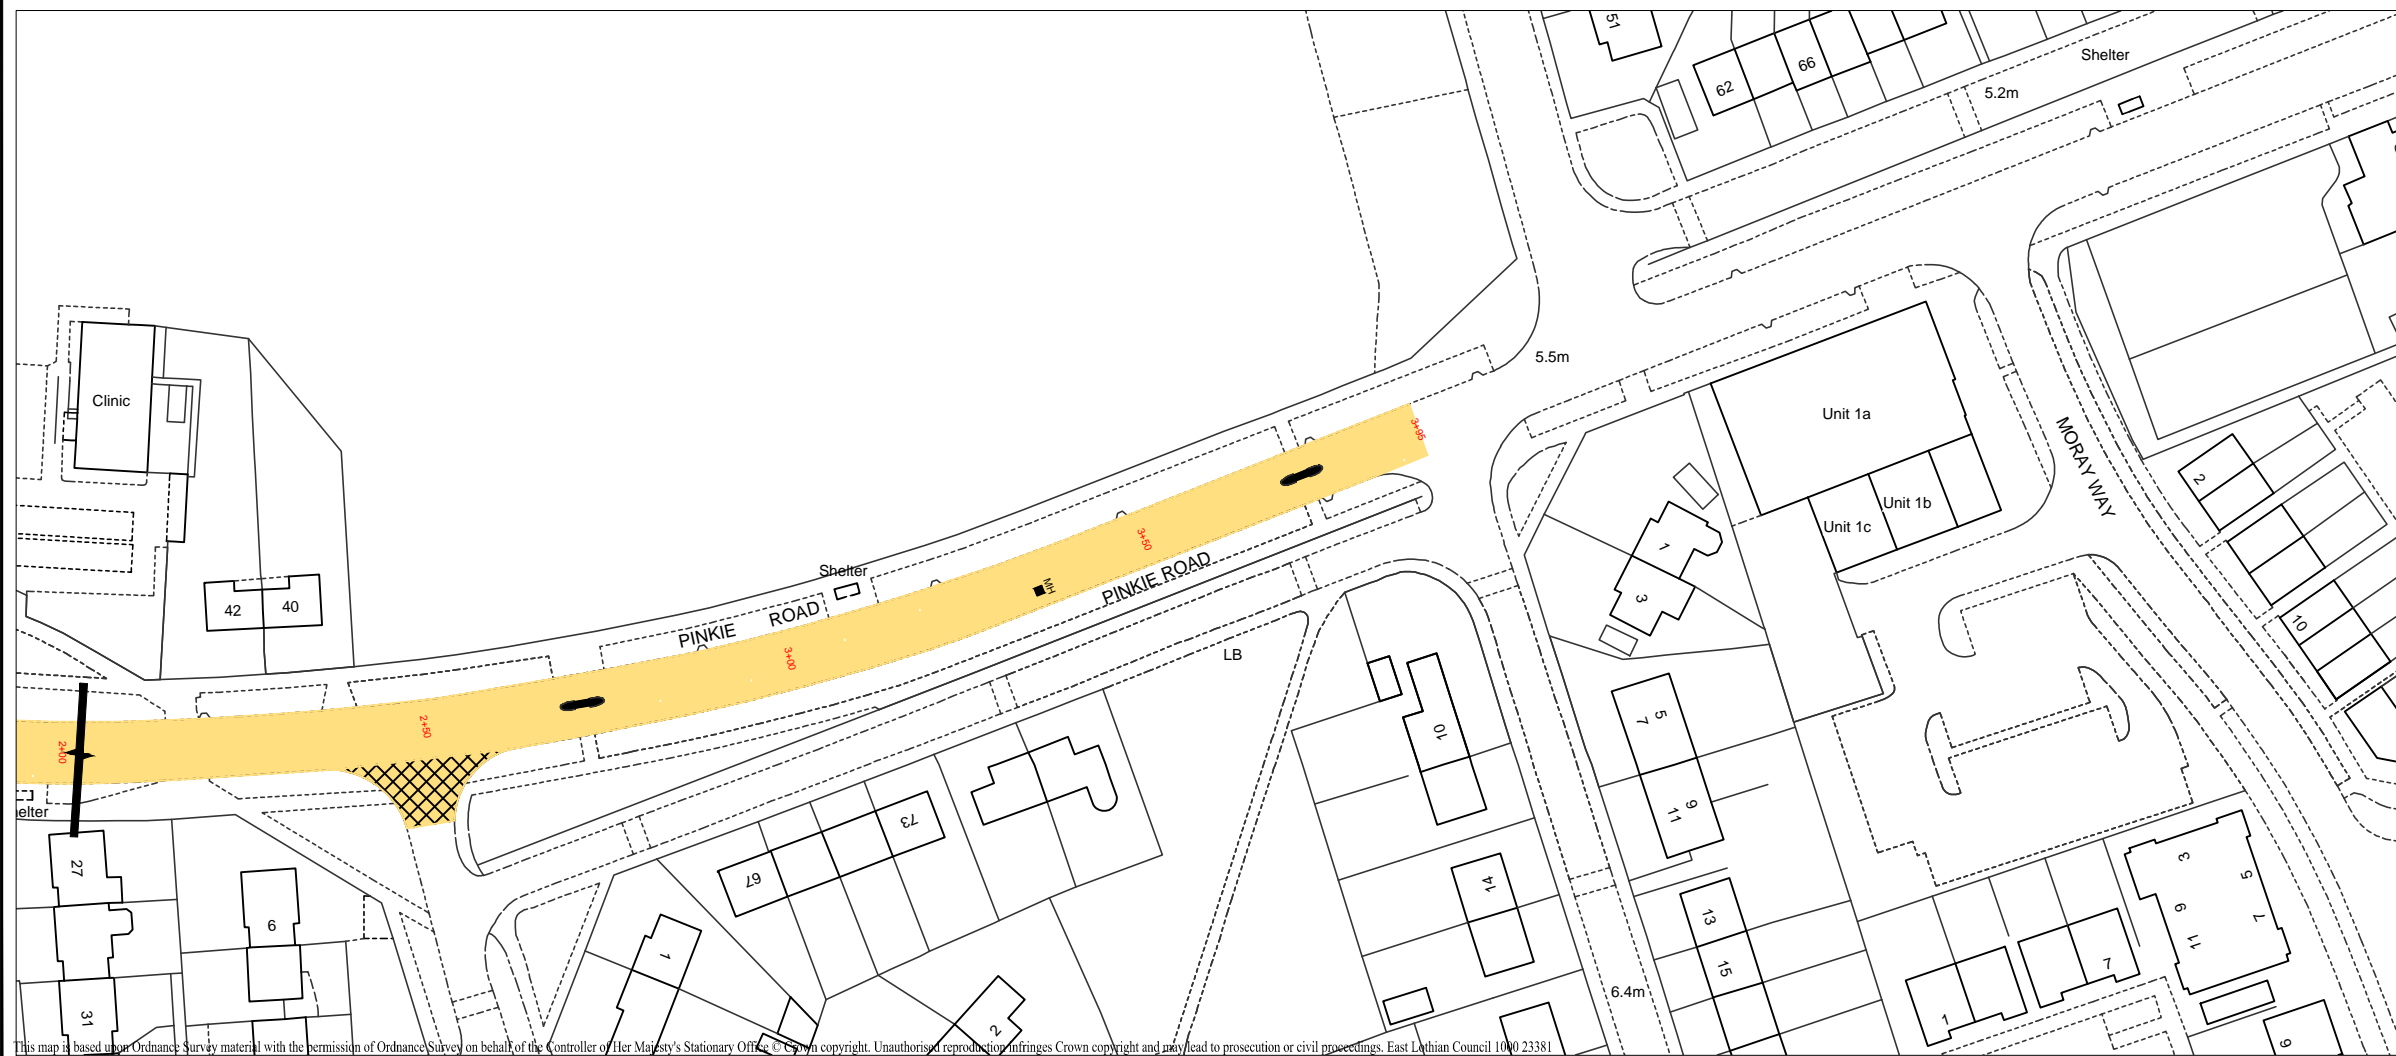 51
62
66
Shelter
5.2m
5.5m
Clinic
42
40
Shelter
PINKIE ROAD
PINKIE ROAD
MH
LB
2+00
2+50
3+00
3+50
3+95
Unit 1a
Unit 1b
Unit 1c
MORAY WAY
2
10
1
3
5
7
9
11
10
14
13
15
6.4m
27
31
6
67
73
1
2
1
7
3
5
7
9
11
9
This map is based upon Ordnance Survey material with the permission of Ordnance Survey on behalf of the Controller of Her Majesty's Stationary Office © Crown copyright. Unauthorised reproduction infringes Crown copyright and may lead to prosecution or civil proceedings. East Lothian Council 1000 23381